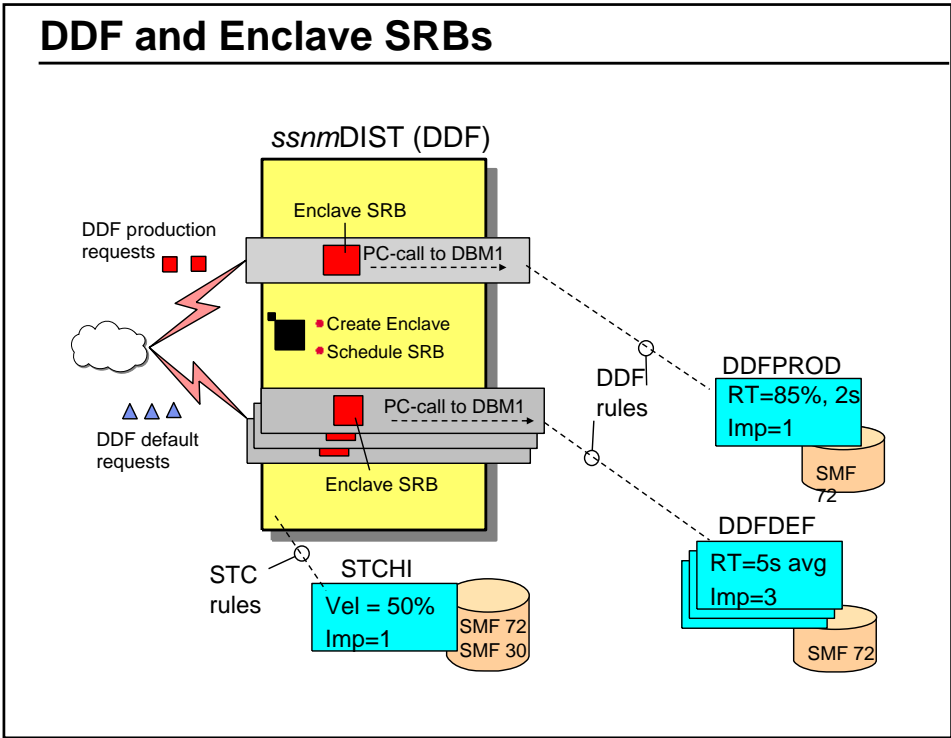 DDF and Enclave SRBs
ssnmDIST (DDF)
Enclave SRB
DDF production
requests
PC-call to DBM1
Create Enclave
Schedule SRB
DDF
rules
DDFPROD
RT=85%, 2s
Imp=1
SMF
72
PC-call to DBM1
DDF default
requests
Enclave SRB
DDFDEF
RT=5s avg
Imp=3
SMF 72
STC
rules
STCHI
Vel = 50%
Imp=1
SMF 72
SMF 30